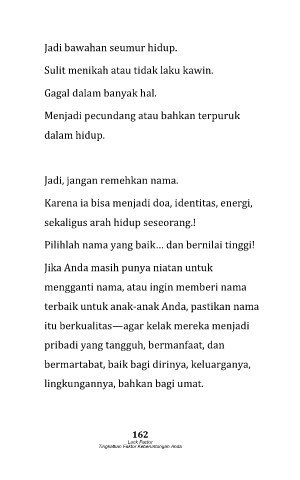 Jadi bawahan seumur hidup.
Sulit menikah atau tidak laku kawin.
Gagal dalam banyak hal.
Menjadi pecundang atau bahkan terpuruk
dalam hidup.
Jadi, jangan remehkan nama.
Karena ia bisa menjadi doa, identitas, energi,
sekaligus arah hidup seseorang.!
Pilihlah nama yang baik… dan bernilai tinggi!
Jika Anda masih punya niatan untuk
mengganti nama, atau ingin memberi nama
terbaik untuk anak-anak Anda, pastikan nama
itu berkualitas—agar kelak mereka menjadi
pribadi yang tangguh, bermanfaat, dan
bermartabat, baik bagi dirinya, keluarganya,
lingkungannya, bahkan bagi umat.
162
Luck Factor
Tingkatkan Faktor Keberuntungan Anda